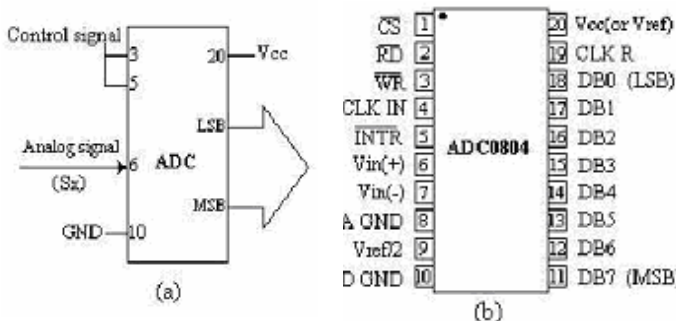 Control signal
3
5
20
Vcc
LSB
Analog signal
6
ADC
(Sx)
MSB
GND
10
(a)
CS
1
20
Vcc(or Vref)
RD
2
19
CLK R
WR
3
18
DB0 (LSB)
CLK IN
4
17
DB1
INTR
5
ADC0804
16
DB2
Vin(+)
6
15
DB3
Vin(-)
7
14
DB4
A GND
8
13
DB5
Vref/2
9
12
DB6
D GND
10
11
DB7 (MSB)
(b)